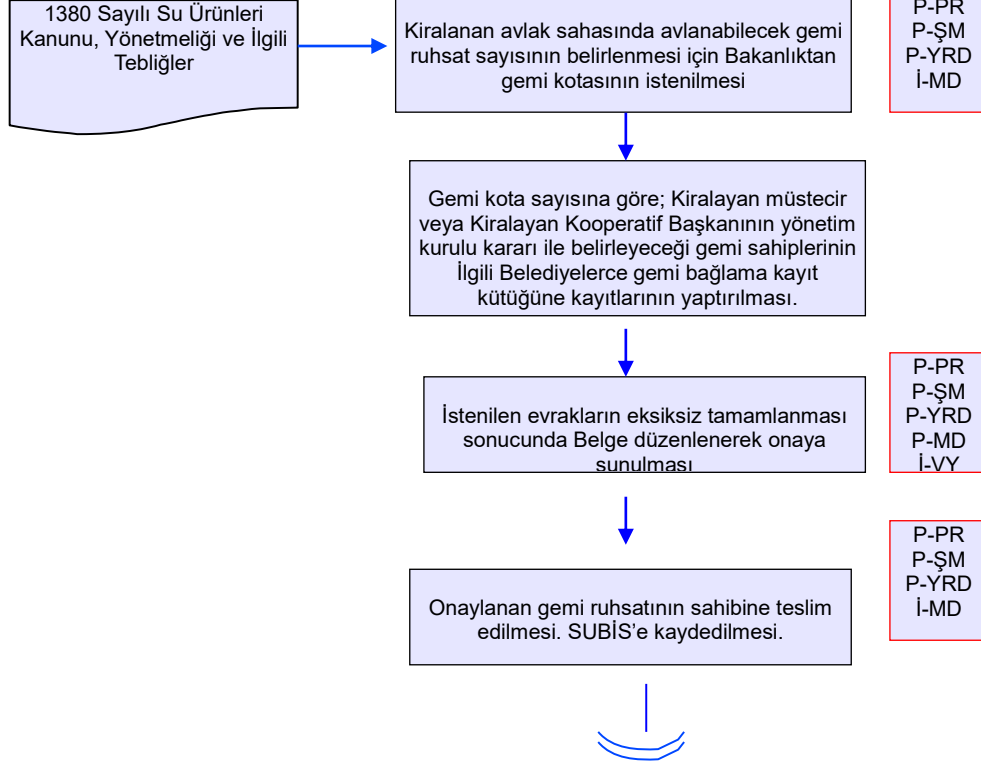 1380 Sayılı Su Ürünleri
Kanunu, Yönetmeliği ve İlgili
Tebliğler
Kiralanan avlak sahasında avlanabilecek gemi
ruhsat sayısının belirlenmesi için Bakanlıktan
gemi kotasının istenilmesi
P-PR
P-ŞM
P-YRD
İ-MD
Gemi kota sayısına göre; Kiralayan müstecir
veya Kiralayan Kooperatif Başkanının yönetim
kurulu kararı ile belirleyeceği gemi sahiplerinin
İlgili Belediyelerce gemi bağlama kayıt
kütüğüne kayıtlarının yaptırılması.
İstenilen evrakların eksiksiz tamamlanması
sonucunda Belge düzenlenerek onaya
sunulması
P-PR
P-ŞM
P-YRD
P-MD
İ-VY
Onaylanan gemi ruhsatının sahibine teslim
edilmesi. SUBİS’e kaydedilmesi.
P-PR
P-ŞM
P-YRD
İ-MD